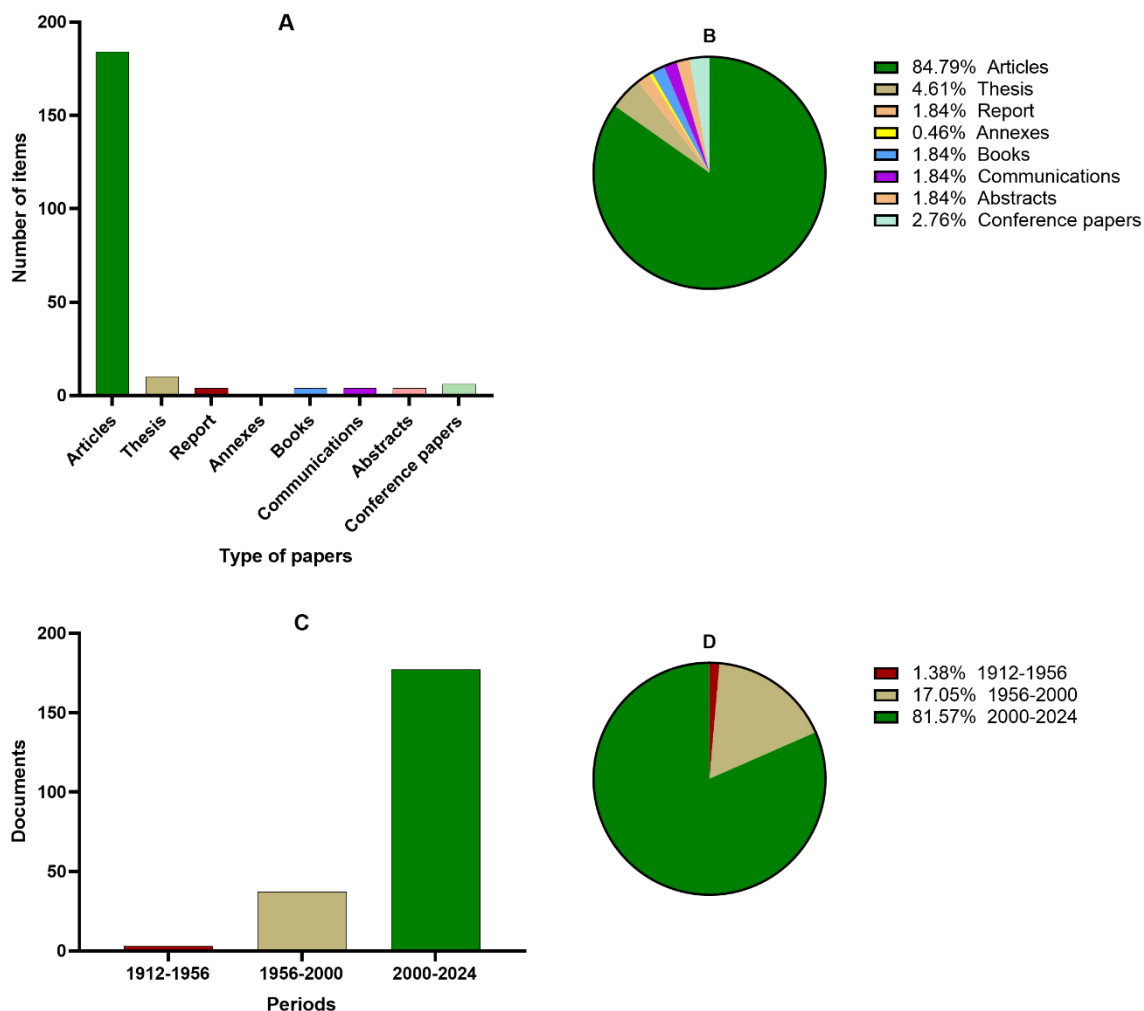 A
200
150
100
50
0
Number of items
Articles
Thesis
Report
Annexes
Books
Communications
Abstracts
Conference papers
Type of papers
B
84.79% Articles
4.61% Thesis
1.84% Report
0.46% Annexes
1.84% Books
1.84% Communications
1.84% Abstracts
2.76% Conference papers
C
200
150
100
50
0
Documents
1912-1956
1956-2000
2000-2024
Periods
D
1.38% 1912-1956
17.05% 1956-2000
81.57% 2000-2024